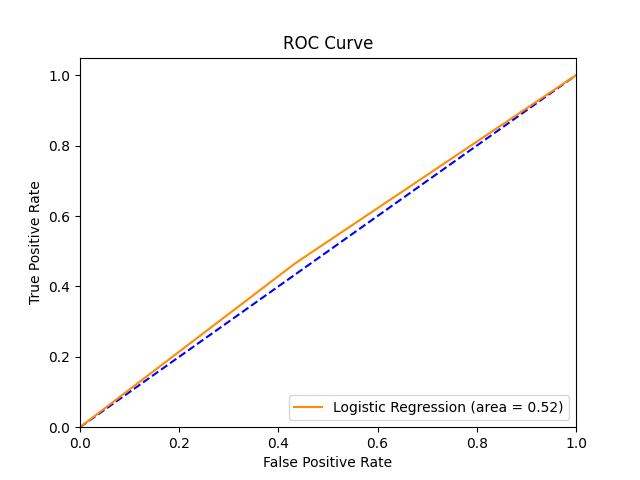 ROC Curve
True Positive Rate
1.0
0.8
0.6
0.4
0.2
0.0
Logistic Regression (area = 0.52)
0.0 0.2 0.4 0.6 0.8 1.0
False Positive Rate